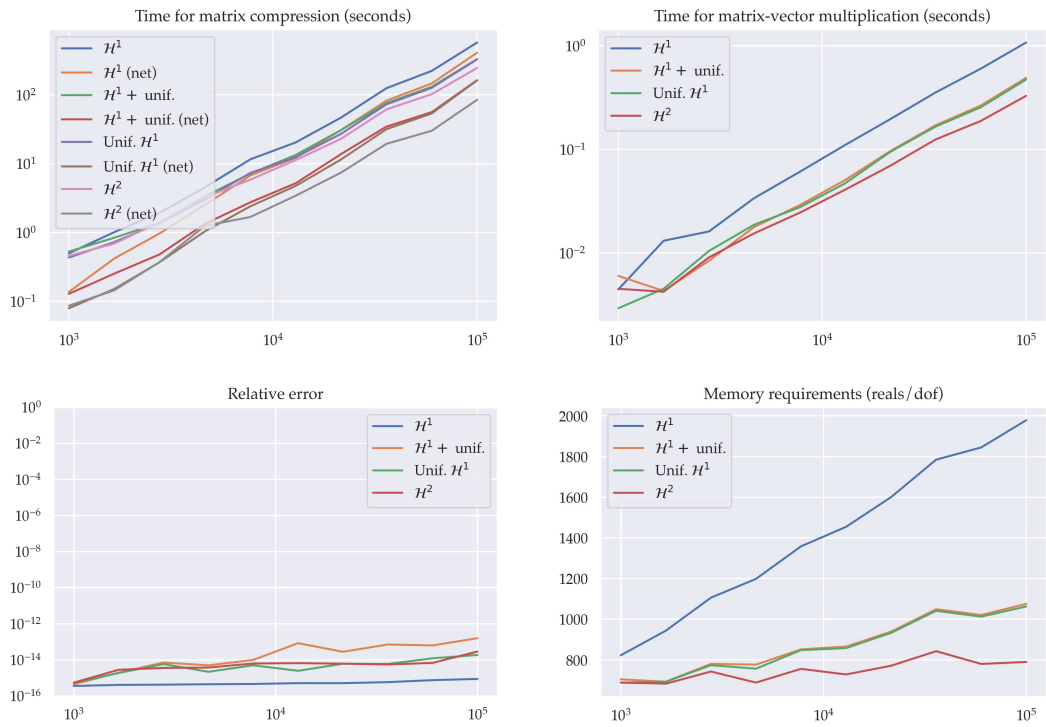 Time for matrix compression (seconds)
𝓗¹
𝓗¹ (net)
𝓗¹ + unif.
𝓗¹ + unif. (net)
Unif. 𝓗¹
Unif. 𝓗¹ (net)
𝓗²
𝓗² (net)
10²
10¹
10⁰
10⁻¹
10³ 10⁴ 10⁵
Time for matrix-vector multiplication (seconds)
𝓗¹
𝓗¹ + unif.
Unif. 𝓗¹
𝓗²
10⁰
10⁻¹
10⁻²
10³ 10⁴ 10⁵
Relative error
𝓗¹
𝓗¹ + unif.
Unif. 𝓗¹
𝓗²
10⁰
10⁻²
10⁻⁴
10⁻⁶
10⁻⁸
10⁻¹⁰
10⁻¹²
10⁻¹⁴
10⁻¹⁶
10³ 10⁴ 10⁵
Memory requirements (reals/dof)
𝓗¹
𝓗¹ + unif.
Unif. 𝓗¹
𝓗²
2000
1800
1600
1400
1200
1000
800
10³ 10⁴ 10⁵